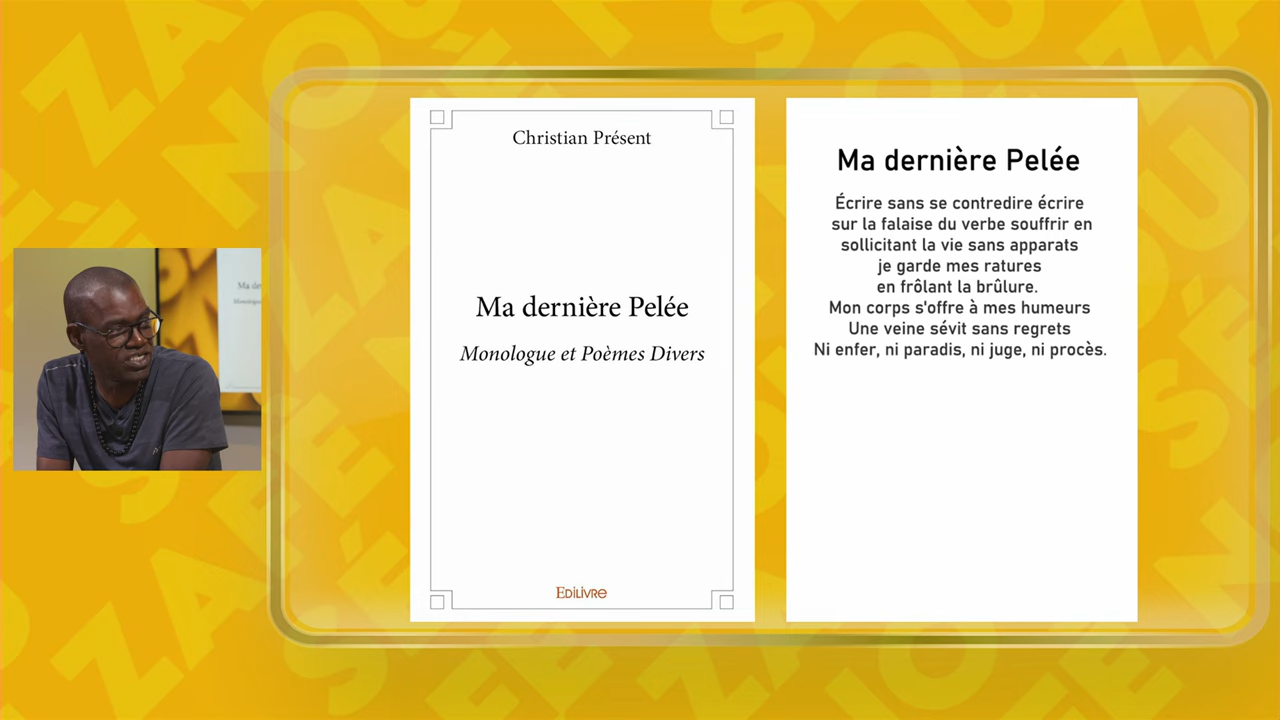 Christian Présent
Ma dernière Pelée
Monologue et Poèmes Divers
EDILIVRE
Ma dernière Pelée
Écrire sans se contredire écrire
sur la falaise du verbe souffrir en
sollicitant la vie sans apparats
je garde mes ratures
en frôlant la brûlure.
Mon corps s'offre à mes humeurs
Une veine sévit sans regrets
Ni enfer, ni paradis, ni juge, ni procès.